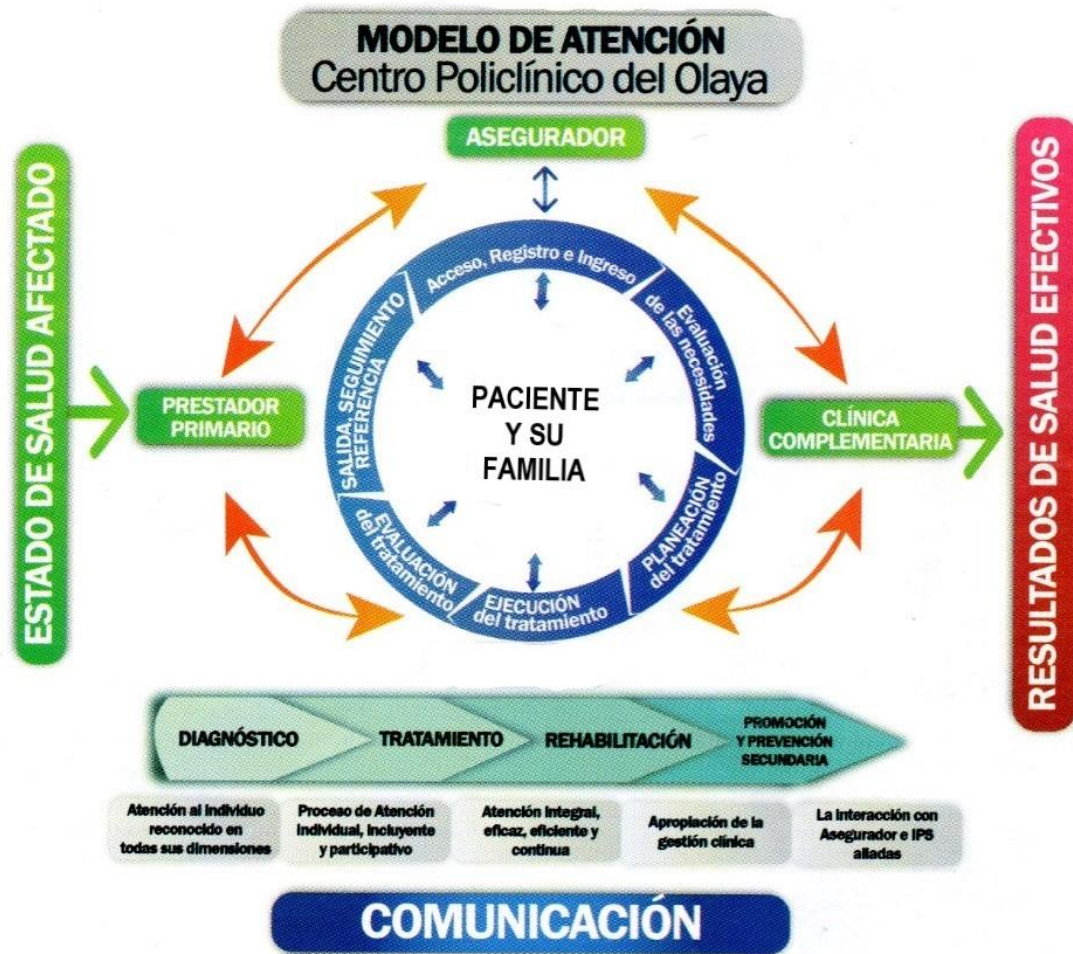 MODELO DE ATENCIÓN
Centro Policlínico del Olaya
ASEGURADOR
ESTADO DE SALUD AFECTADO
PRESTADOR
PRIMARIO
Acceso, Registro e Ingreso
Evaluación
de las necesidades
PLANEACIÓN
del tratamiento
EJECUCIÓN
del tratamiento
EVALUACIÓN
del tratamiento
SALIDA, SEGUIMIENTO
REFERENCIA
PACIENTE
Y SU
FAMILIA
CLÍNICA
COMPLEMENTARIA
RESULTADOS DE SALUD EFECTIVOS
DIAGNÓSTICO
TRATAMIENTO
REHABILITACIÓN
PROMOCIÓN
Y PREVENCIÓN
SECUNDARIA
Atención al individuo
reconocido en
todas sus dimensiones
Proceso de Atención
Individual, incluyente
y participativo
Atención integral,
eficaz, eficiente y
continua
Apropiación de la
gestión clínica
La interacción con
Asegurador e IPS
aliadas
COMUNICACIÓN